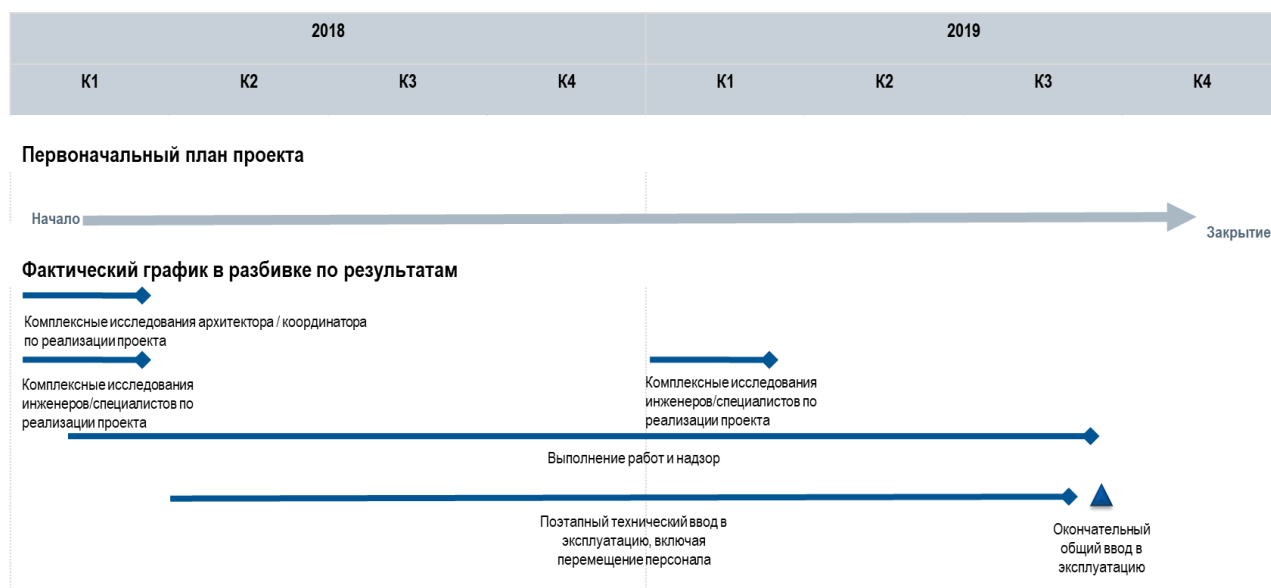 2018 2019
К1 К2 К3 К4 К1 К2 К3 К4
Первоначальный план проекта
Начало
Закрытие
Фактический график в разбивке по результатам
Комплексные исследования архитектора / координатора
по реализации проекта
Комплексные исследования
инженеров/специалистов по
реализации проекта
Комплексные исследования
инженеров/специалистов по
реализации проекта
Выполнение работ и надзор
Поэтапный технический ввод в
эксплуатацию, включая
перемещение персонала
Окончательный
общий ввод в
эксплуатацию